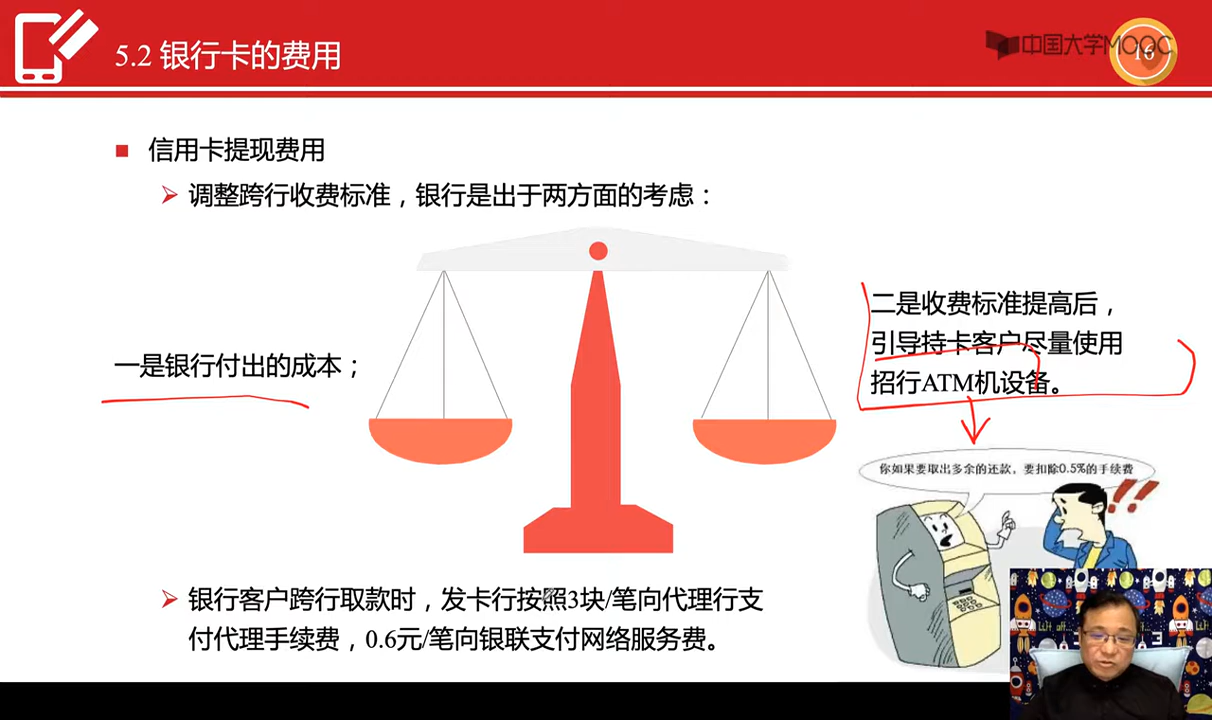 5.2 银行卡的费用
中国大学MOOC
16
信用卡提现费用
调整跨行收费标准，银行是出于两方面的考虑：
一是银行付出的成本；
二是收费标准提高后，
引导持卡客户尽量使用
招行ATM机设备。
你如果要取出多余的还款，要扣除0.5%的手续费
银行客户跨行取款时，发卡行按照3块/笔向代理行支
付代理手续费，0.6元/笔向银联支付网络服务费。